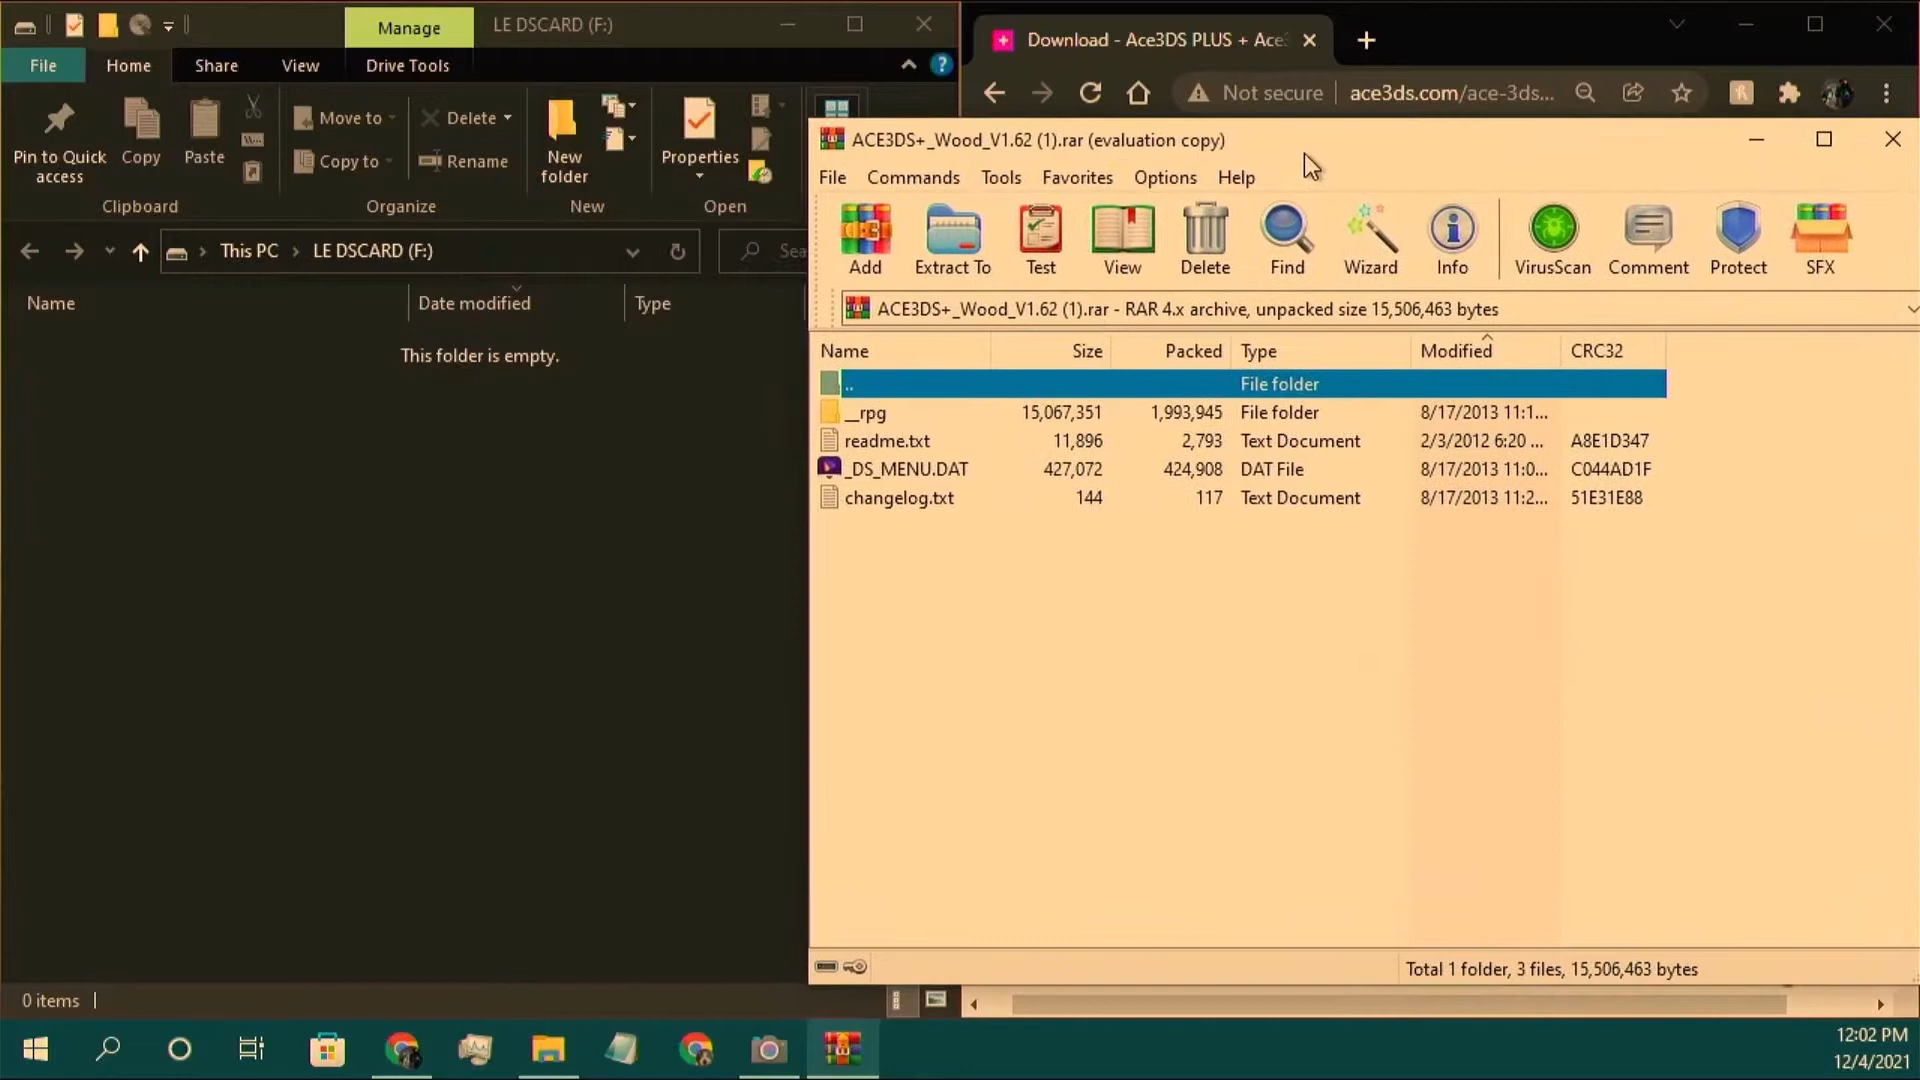 Manage
LE DSCARD (F:)
File
Home
Share
View
Drive Tools
Pin to Quick
access
Copy
Paste
Move to
Copy to
Delete
Rename
New
folder
Properties
Clipboard
Organize
New
Open
This PC
LE DSCARD (F:)
Sea
Name
Date modified
Type
This folder is empty.
0 items
Download - Ace3DS PLUS + Ace3
Not secure
ace3ds.com/ace-3ds...
ACE3DS+_Wood_V1.62 (1).rar (evaluation copy)
File Commands Tools Favorites Options Help
Add Extract To Test View Delete Find Wizard Info VirusScan Comment Protect SFX
ACE3DS+_Wood_V1.62 (1).rar - RAR 4.x archive, unpacked size 15,506,463 bytes
Name Size Packed Type Modified CRC32
.. File folder
__rpg 15,067,351 1,993,945 File folder 8/17/2013 11:1...
readme.txt 11,896 2,793 Text Document 2/3/2012 6:20 ... A8E1D347
_DS_MENU.DAT 427,072 424,908 DAT File 8/17/2013 11:0... C044AD1F
changelog.txt 144 117 Text Document 8/17/2013 11:2... 51E31E88
Total 1 folder, 3 files, 15,506,463 bytes
12:02 PM
12/4/2021